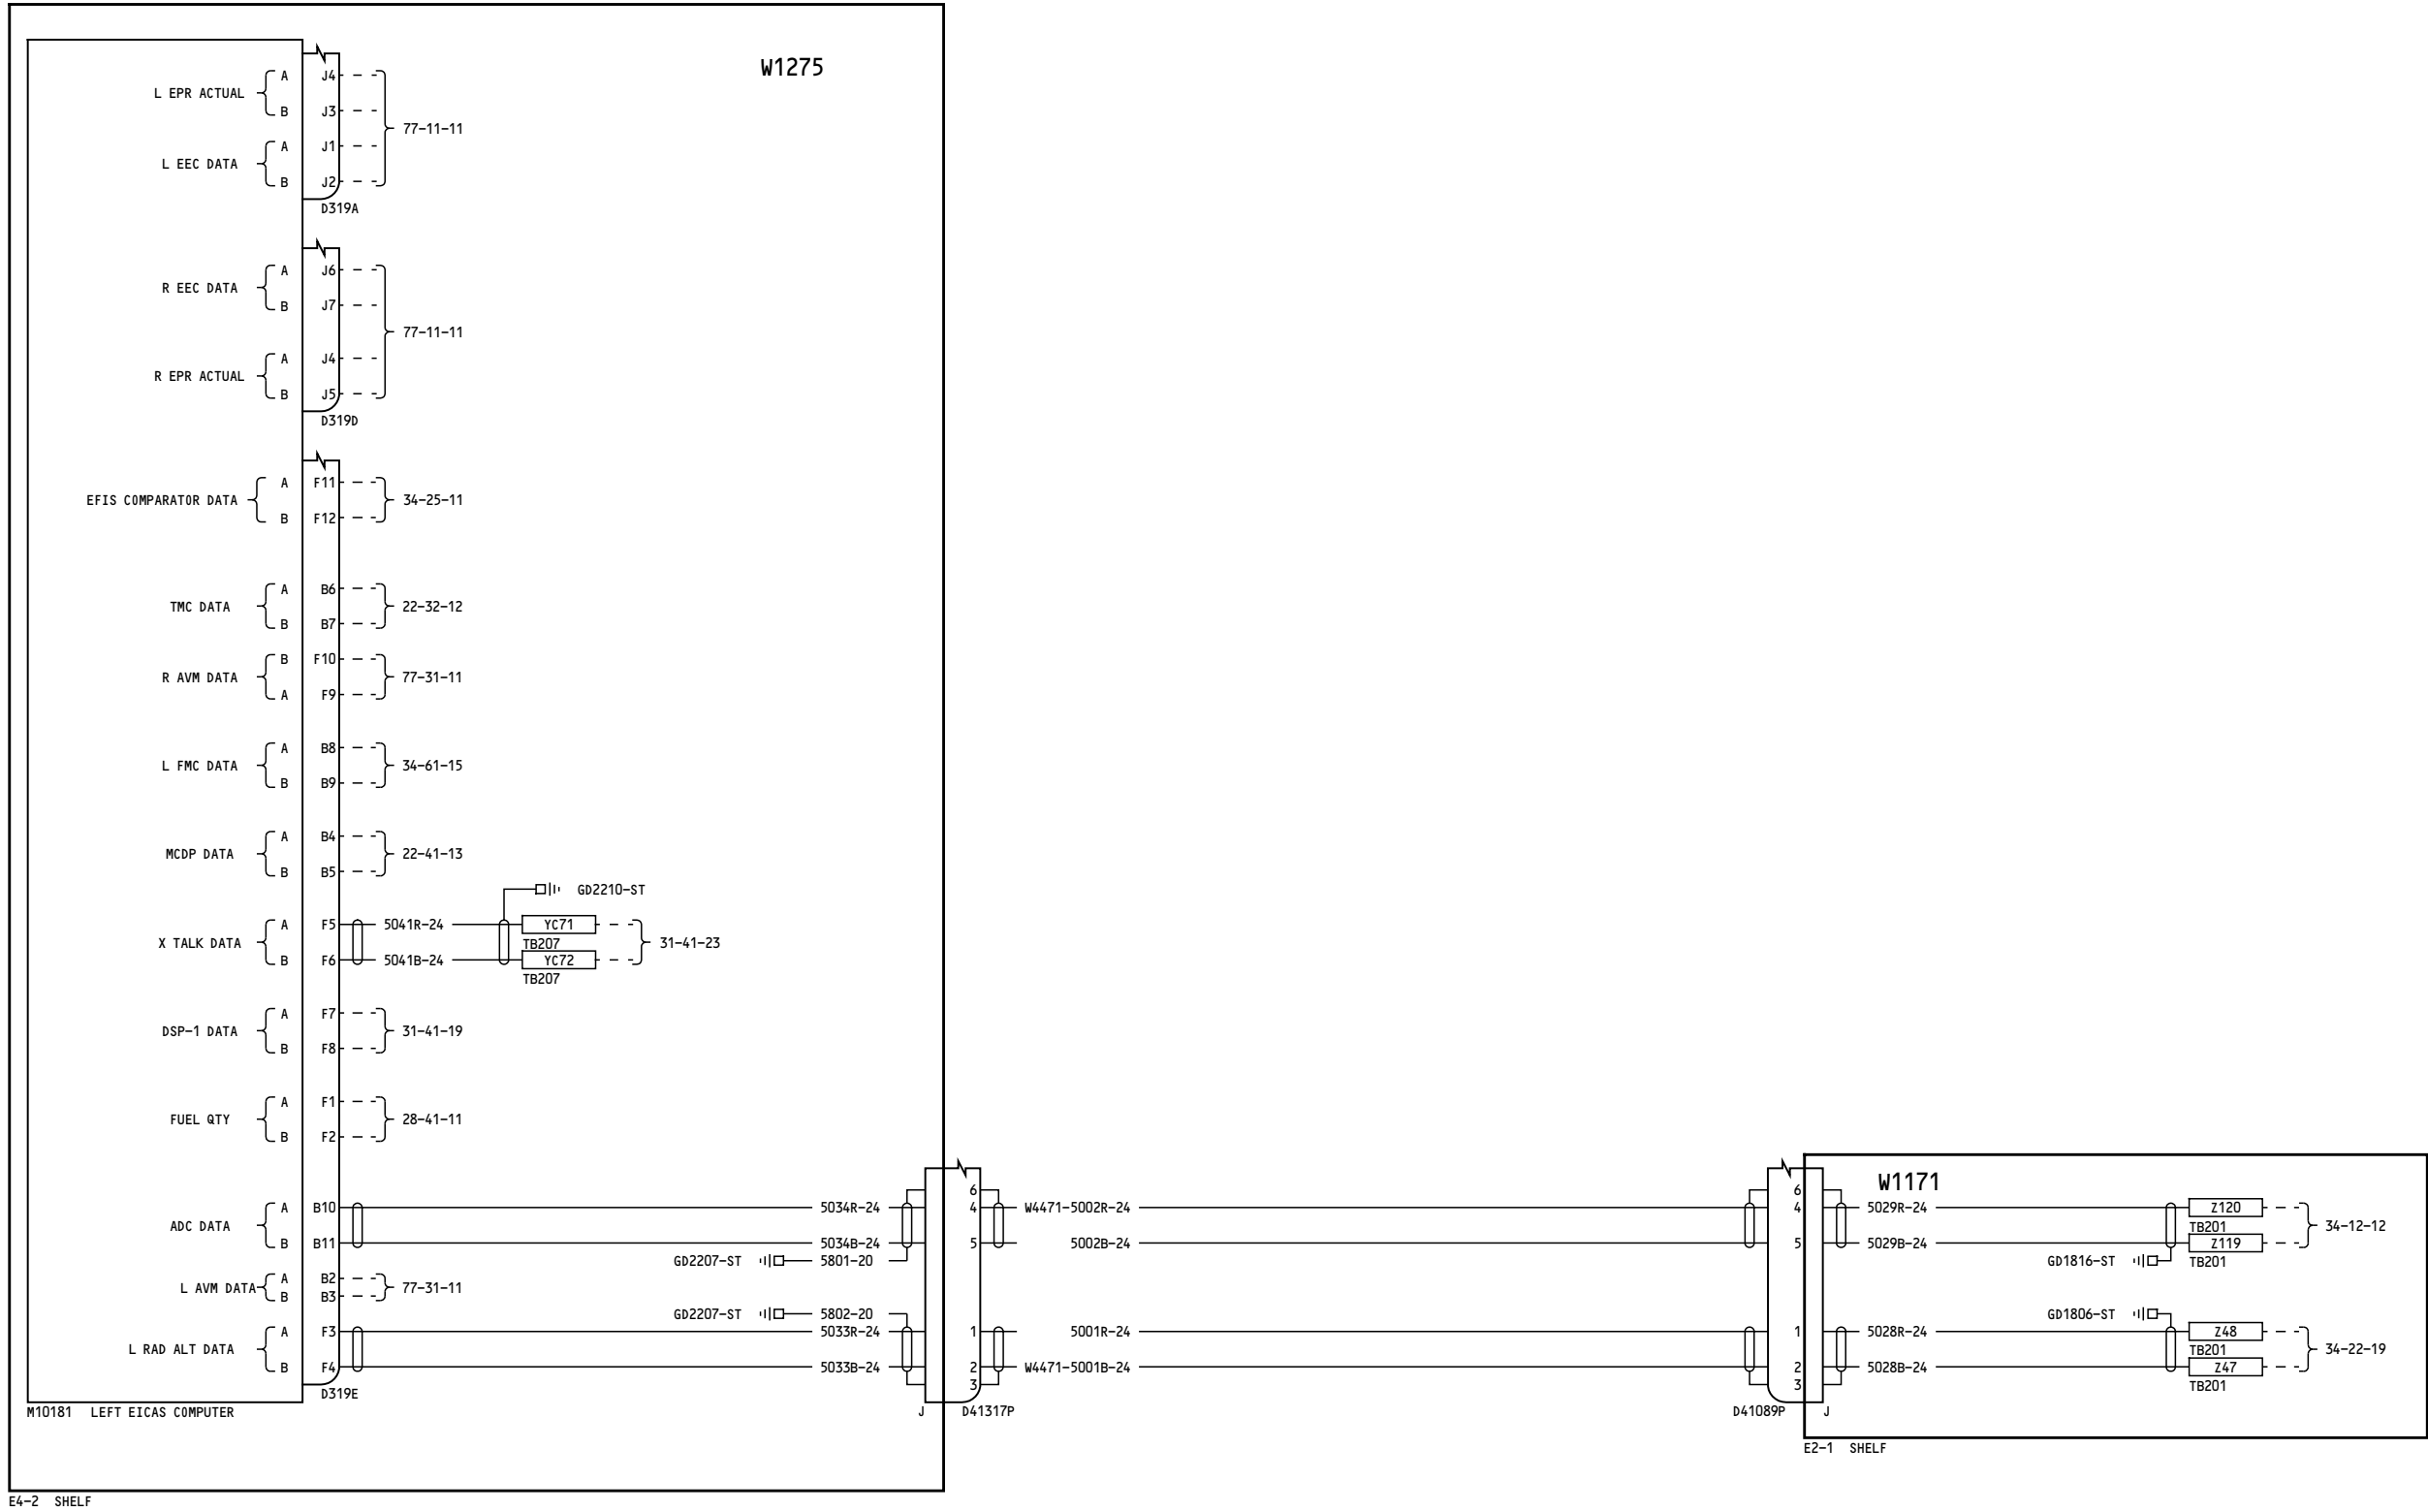 W1275
L EPR ACTUAL
A J4
B J3
77-11-11
L EEC DATA
A J1
B J2
D319A
R EEC DATA
A J6
B J7
77-11-11
R EPR ACTUAL
A J4
B J5
D319D
EFIS COMPARATOR DATA
A F11
B F12
34-25-11
TMC DATA
A B6
B B7
22-32-12
R AVM DATA
B F10
A F9
77-31-11
L FMC DATA
A B8
B B9
34-61-15
MCDP DATA
A B4
B B5
22-41-13
GD2210-ST
X TALK DATA
A F5 5041R-24 YC71
TB207
B F6 5041B-24 YC72
TB207
31-41-23
DSP-1 DATA
A F7
B F8
31-41-19
FUEL QTY
A F1
B F2
28-41-11
W1171
6 6
ADC DATA
A B10 5034R-24 4 W4471-5002R-24 4 5029R-24 Z120
TB201
34-12-12
B B11 5034B-24 5 5002B-24 5 5029B-24 Z119
GD2207-ST 5801-20 GD1816-ST TB201
L AVM DATA
A B2
B B3
77-31-11
GD2207-ST 5802-20 GD1806-ST
L RAD ALT DATA
A F3 5033R-24 1 5001R-24 1 5028R-24 Z48
TB201
34-22-19
B F4 5033B-24 2 W4471-5001B-24 2 5028B-24 Z47
3 3 TB201
D319E
M10181 LEFT EICAS COMPUTER
J D41317P D41089P J
E2-1 SHELF
E4-2 SHELF